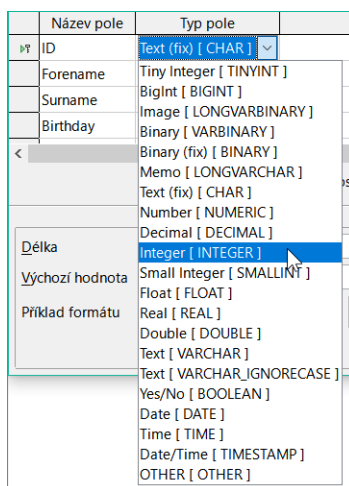 Název pole Typ pole
ID Text (fix) [ CHAR ]
Forename
Surname
Birthday
Tiny Integer [ TINYINT ]
BigInt [ BIGINT ]
Image [ LONGVARBINARY ]
Binary [ VARBINARY ]
Binary (fix) [ BINARY ]
Memo [ LONGVARCHAR ]
Text (fix) [ CHAR ]
Number [ NUMERIC ]
Decimal [ DECIMAL ]
Integer [ INTEGER ]
Small Integer [ SMALLINT ]
Float [ FLOAT ]
Real [ REAL ]
Double [ DOUBLE ]
Text [ VARCHAR ]
Text [ VARCHAR_IGNORECASE ]
Yes/No [ BOOLEAN ]
Date [ DATE ]
Time [ TIME ]
Date/Time [ TIMESTAMP ]
OTHER [ OTHER ]
Délka
Výchozí hodnota
Příklad formátu